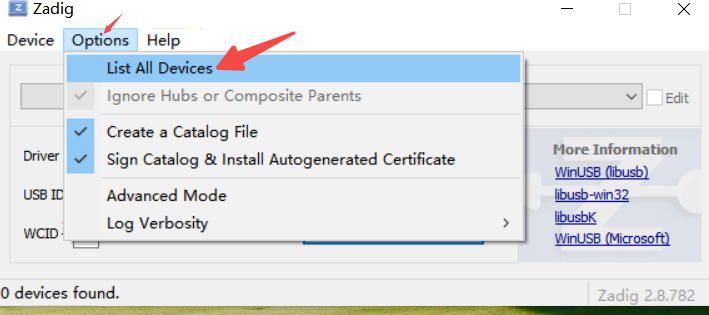 Zadig
Device Options Help
List All Devices
Ignore Hubs or Composite Parents
Edit
Create a Catalog File
Driver
Sign Catalog & Install Autogenerated Certificate
USB ID
Advanced Mode
Log Verbosity
WCID
More Information
WinUSB (libusb)
libusb-win32
libusbK
WinUSB (Microsoft)
0 devices found.
Zadig 2.8.782